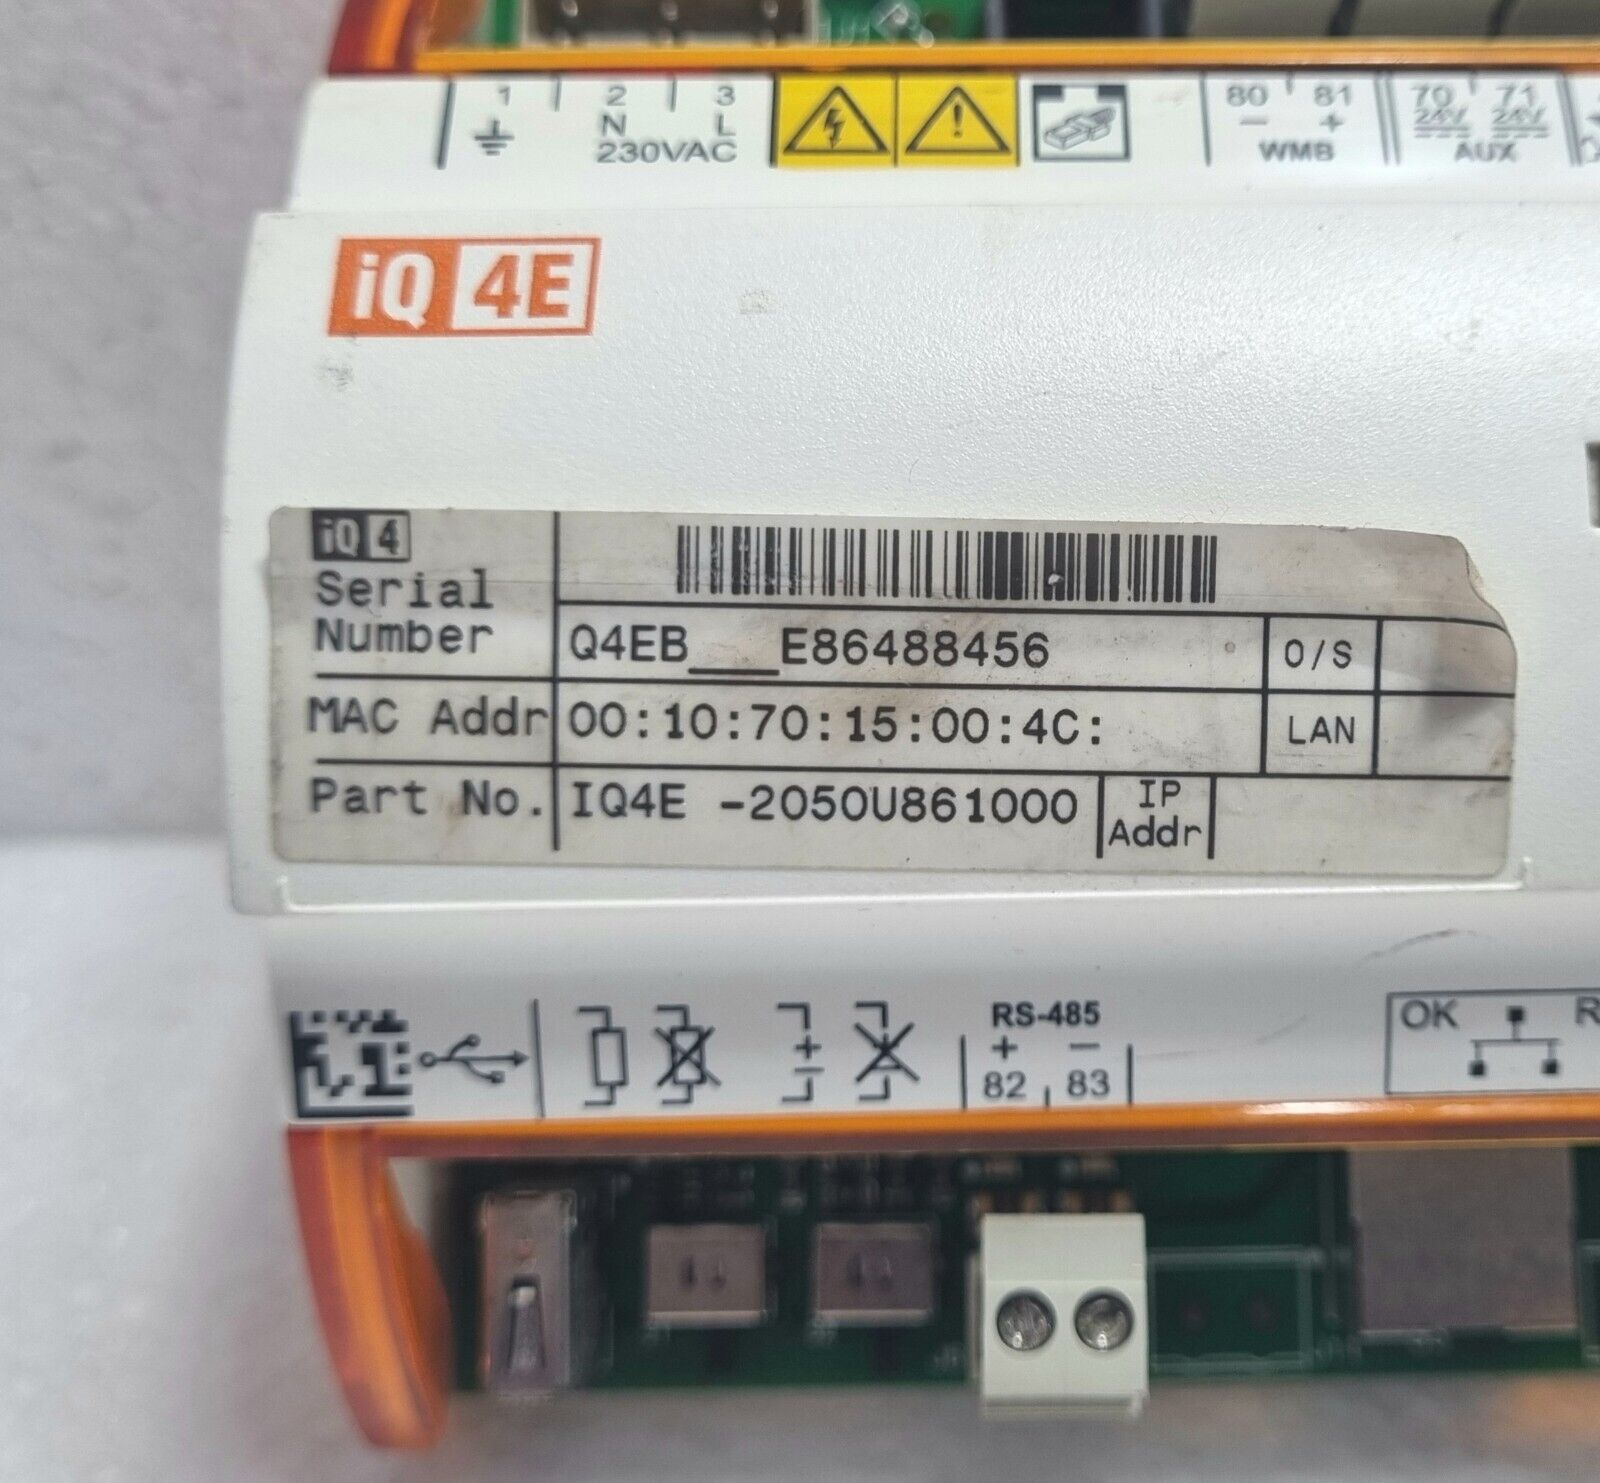 1 2 3
N L
230VAC
80 81
- +
WMB
70 71
24V 24V
AUX
iQ 4E
iQ 4
Serial
Number
Q4EB___E86488456
O/S
MAC Addr
00:10:70:15:00:4C:
LAN
Part No.
IQ4E -2050U861000
IP
Addr
RS-485
+ -
82 83
OK R